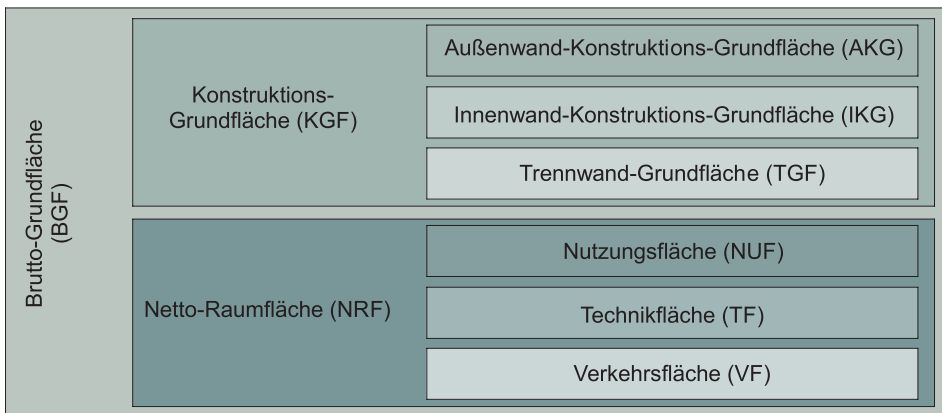 Brutto-Grundfläche
(BGF)
Konstruktions-
Grundfläche (KGF)
Außenwand-Konstruktions-Grundfläche (AKG)
Innenwand-Konstruktions-Grundfläche (IKG)
Trennwand-Grundfläche (TGF)
Netto-Raumfläche (NRF)
Nutzungsfläche (NUF)
Technikfläche (TF)
Verkehrsfläche (VF)